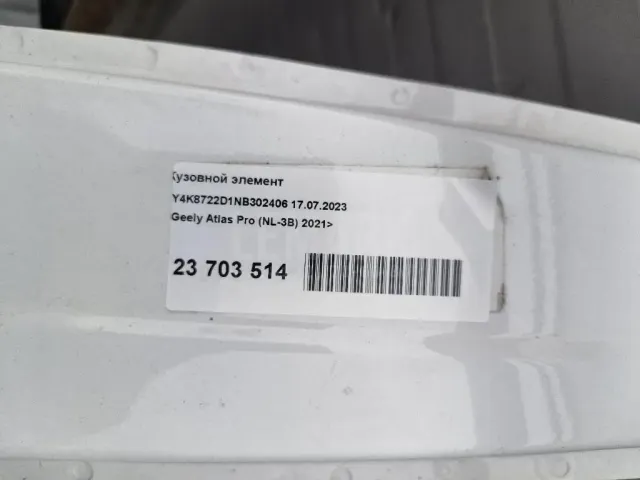 Кузовной элемент
Y4K8722D1NB302406 17.07.2023
Geely Atlas Pro (NL-3B) 2021>
23 703 514